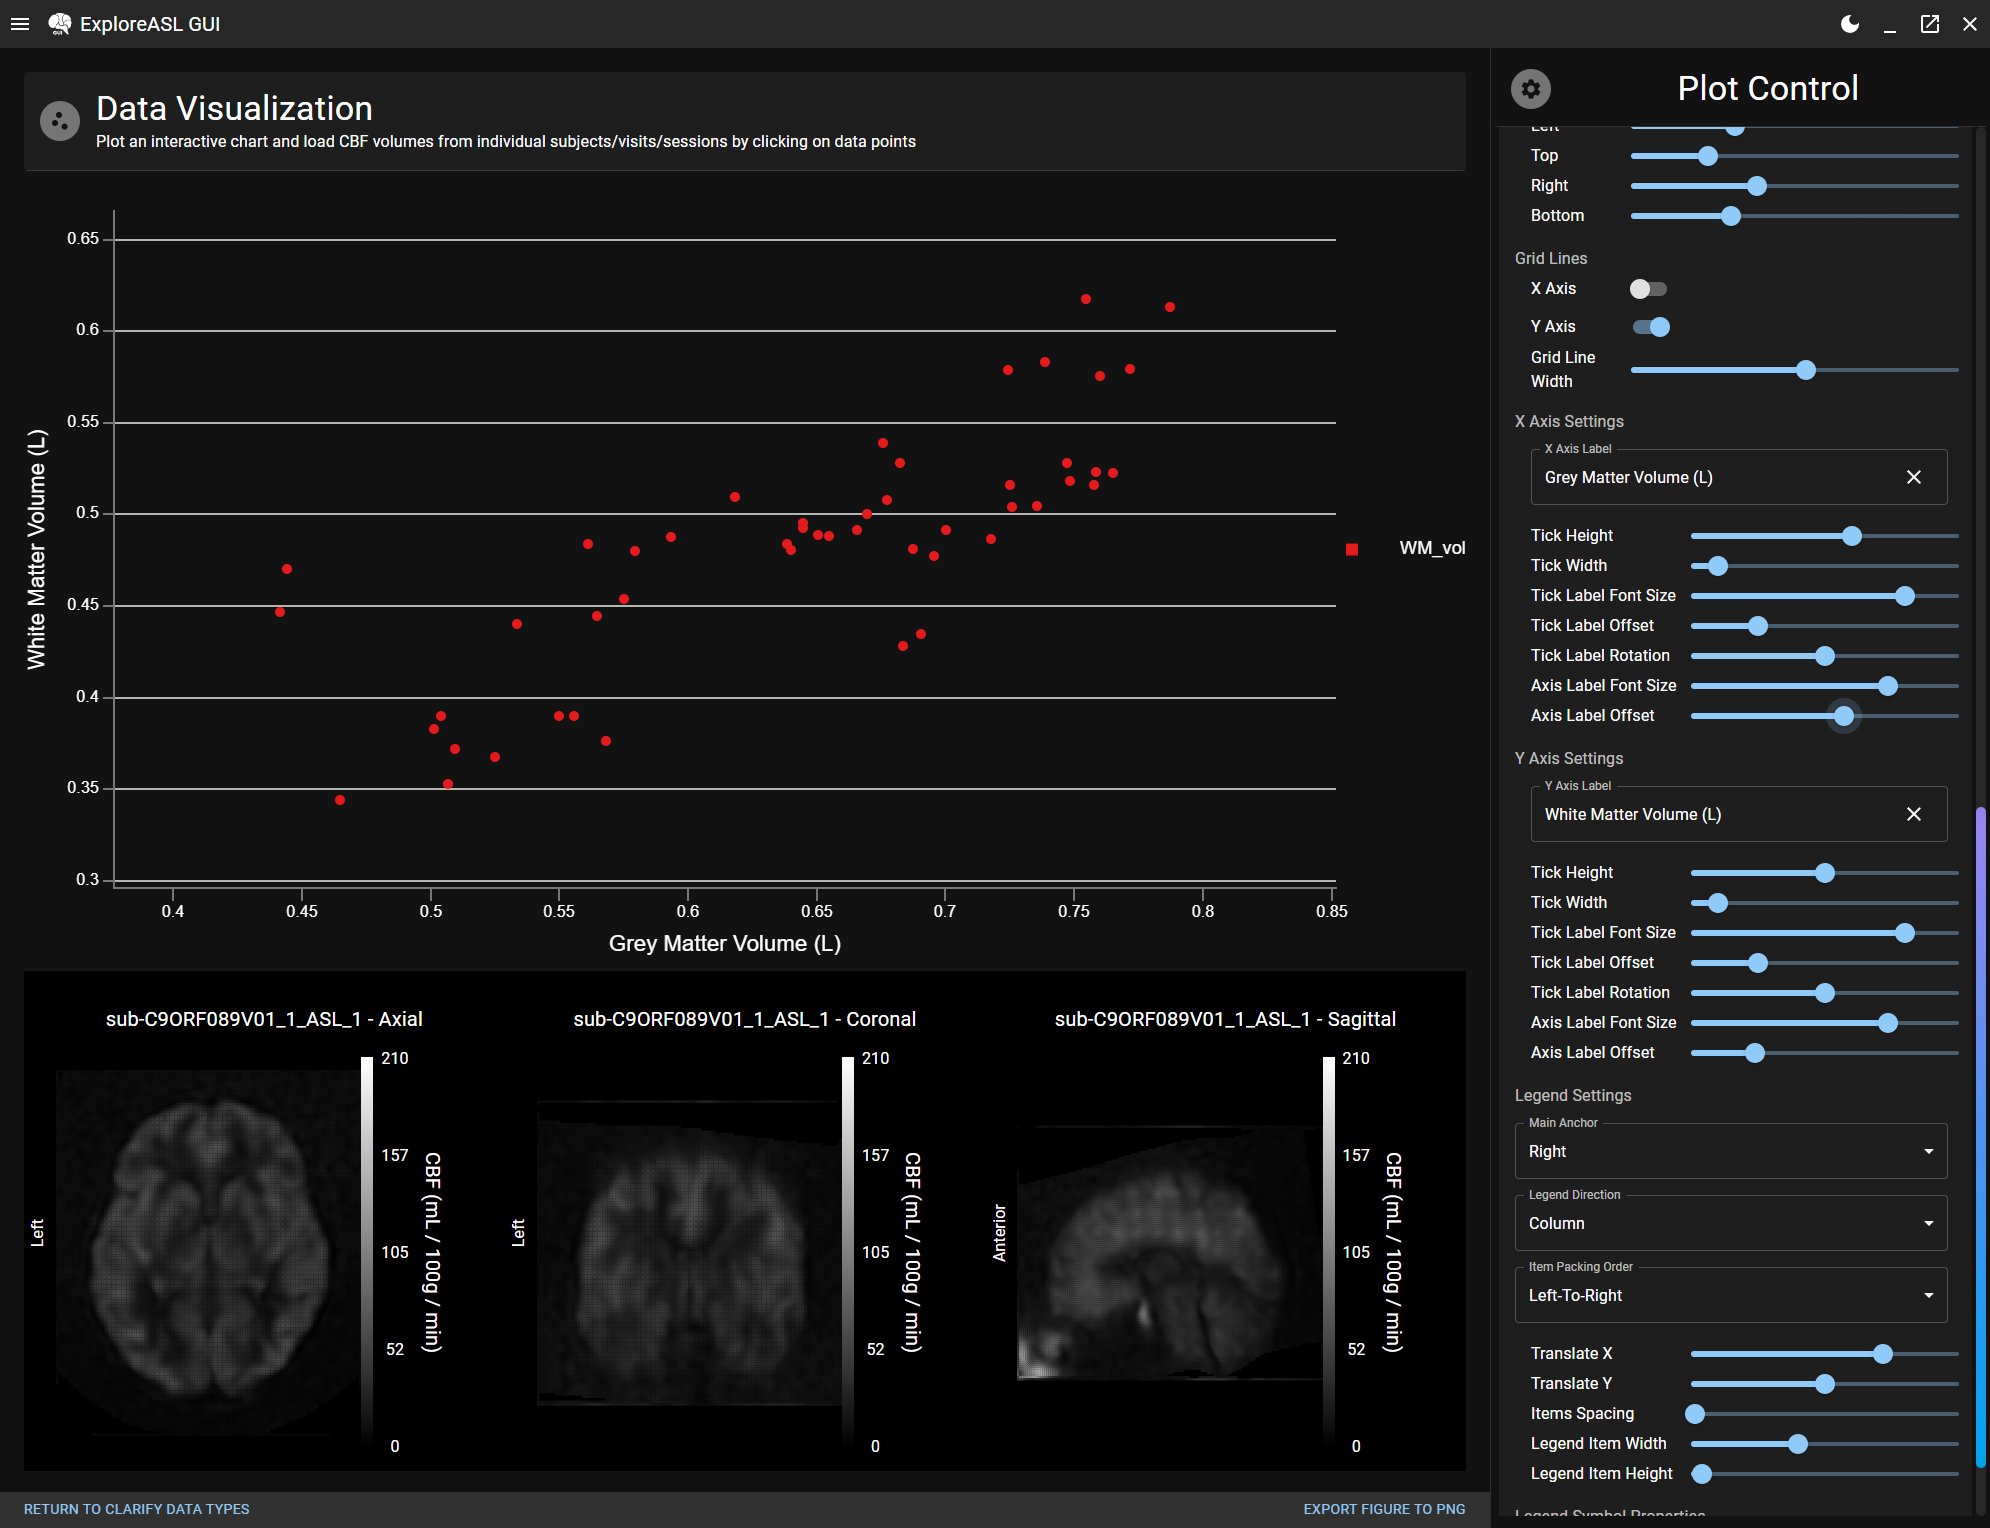 ExploreASL GUI
GUI
Data Visualization
Plot an interactive chart and load CBF volumes from individual subjects/visits/sessions by clicking on data points
0.65
0.6
0.55
0.5
0.45
0.4
0.35
0.3
White Matter Volume (L)
0.4
0.45
0.5
0.55
0.6
0.65
0.7
0.75
0.8
0.85
Grey Matter Volume (L)
WM_vol
sub-C9ORF089V01_1_ASL_1 - Axial
Left
210
157
105
52
0
CBF (mL / 100g / min)
sub-C9ORF089V01_1_ASL_1 - Coronal
Left
210
157
105
52
0
CBF (mL / 100g / min)
sub-C9ORF089V01_1_ASL_1 - Sagittal
Anterior
210
157
105
52
0
CBF (mL / 100g / min)
RETURN TO CLARIFY DATA TYPES
EXPORT FIGURE TO PNG
Plot Control
Left
Top
Right
Bottom
Grid Lines
X Axis
Y Axis
Grid Line
Width
X Axis Settings
X Axis Label
Grey Matter Volume (L)
Tick Height
Tick Width
Tick Label Font Size
Tick Label Offset
Tick Label Rotation
Axis Label Font Size
Axis Label Offset
Y Axis Settings
Y Axis Label
White Matter Volume (L)
Tick Height
Tick Width
Tick Label Font Size
Tick Label Offset
Tick Label Rotation
Axis Label Font Size
Axis Label Offset
Legend Settings
Main Anchor
Right
Legend Direction
Column
Item Packing Order
Left-To-Right
Translate X
Translate Y
Items Spacing
Legend Item Width
Legend Item Height
Legend Symbol Properties